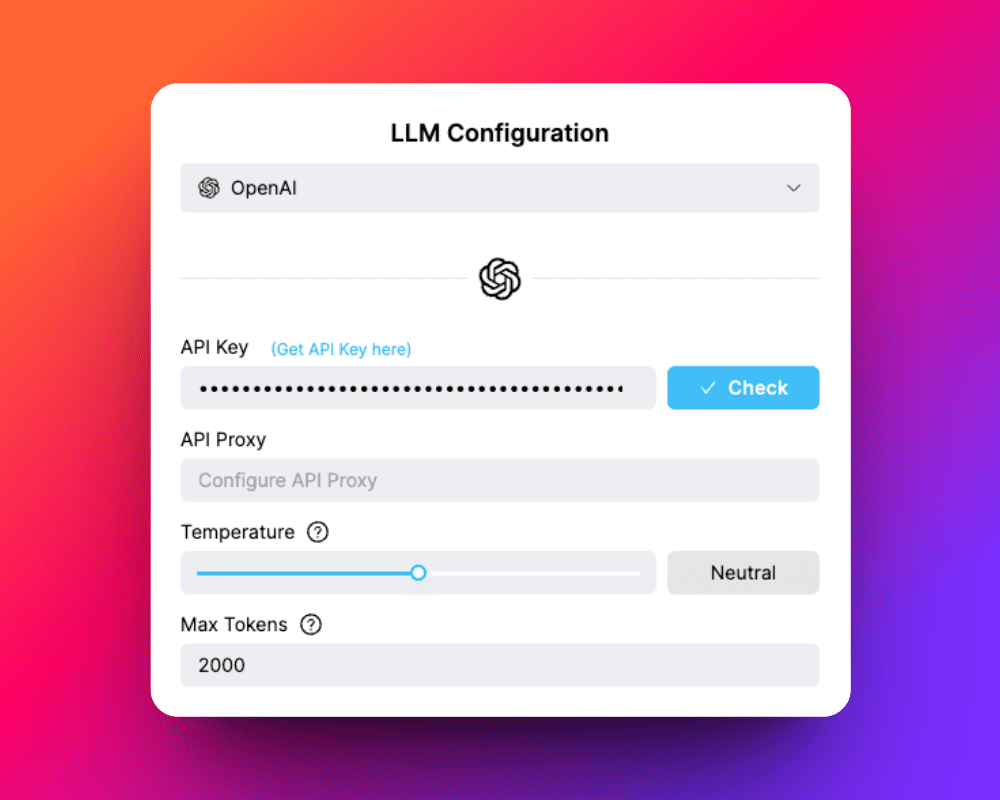 LLM Configuration
OpenAI
API Key (Get API Key here)
••••••••••••••••••••••••••••••••••••••••
Check
API Proxy
Configure API Proxy
Temperature ?
Neutral
Max Tokens ?
2000